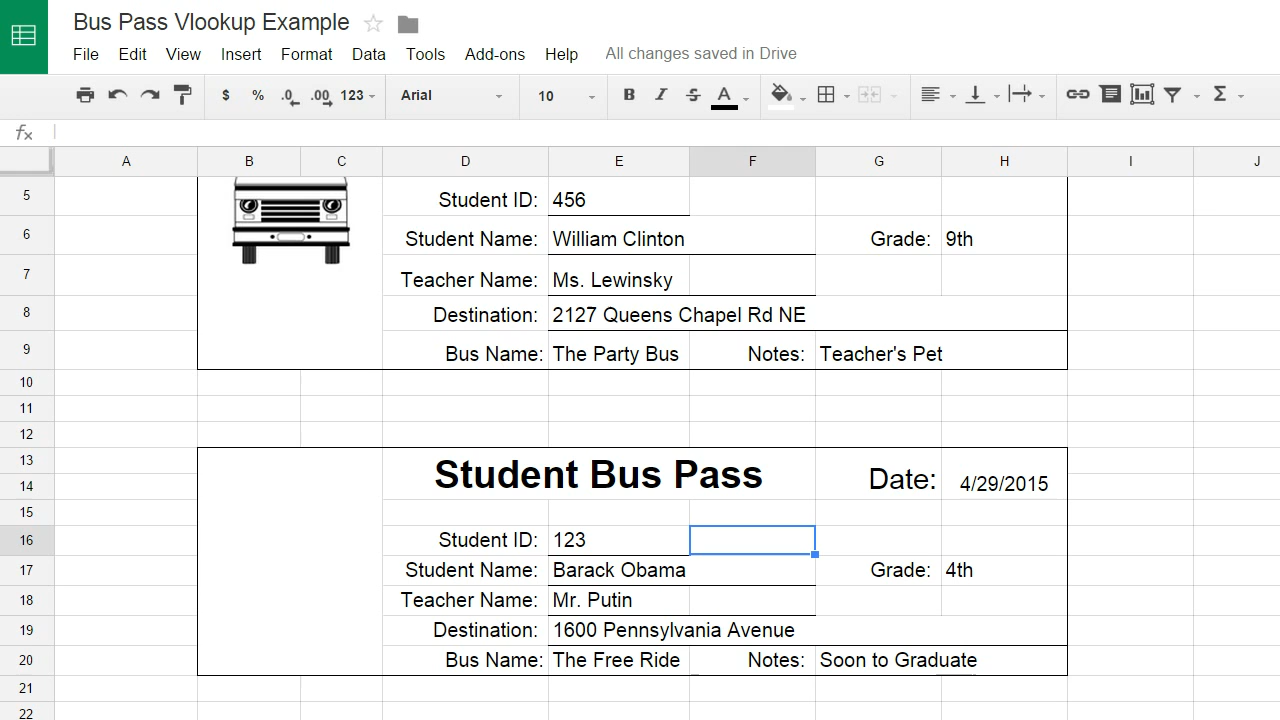 Bus Pass Vlookup Example
File Edit View Insert Format Data Tools Add-ons Help All changes saved in Drive
$ % .0 .00 123 Arial 10 B I S A Σ
fx
A B C D E F G H I J
5 Student ID: 456
6 Student Name: William Clinton Grade: 9th
7 Teacher Name: Ms. Lewinsky
8 Destination: 2127 Queens Chapel Rd NE
9 Bus Name: The Party Bus Notes: Teacher's Pet
10
11
12
13 Student Bus Pass Date:
14 4/29/2015
15
16 Student ID: 123
17 Student Name: Barack Obama Grade: 4th
18 Teacher Name: Mr. Putin
19 Destination: 1600 Pennsylvania Avenue
20 Bus Name: The Free Ride Notes: Soon to Graduate
21
22